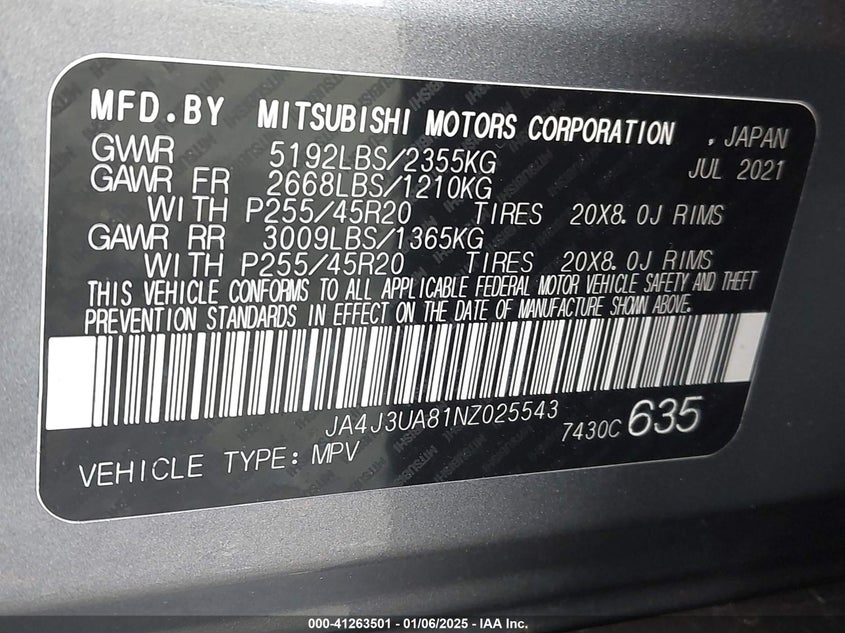 MFD.BY MITSUBISHI MOTORS CORPORATION , JAPAN
GVWR 5192LBS/2355KG JUL 2021
GAWR FR 2668LBS/1210KG
WITH P255/45R20 TIRES 20X8.0J RIMS
GAWR RR 3009LBS/1365KG
WITH P255/45R20 TIRES 20X8.0J RIMS
THIS VEHICLE CONFORMS TO ALL APPLICABLE FEDERAL MOTOR VEHICLE SAFETY AND THEFT
PREVENTION STANDARDS IN EFFECT ON THE DATE OF MANUFACTURE SHOWN ABOVE.
JA4J3UA81NZ025543
7430C 635
VEHICLE TYPE: MPV
000-41263501 - 01/06/2025 - IAA Inc.